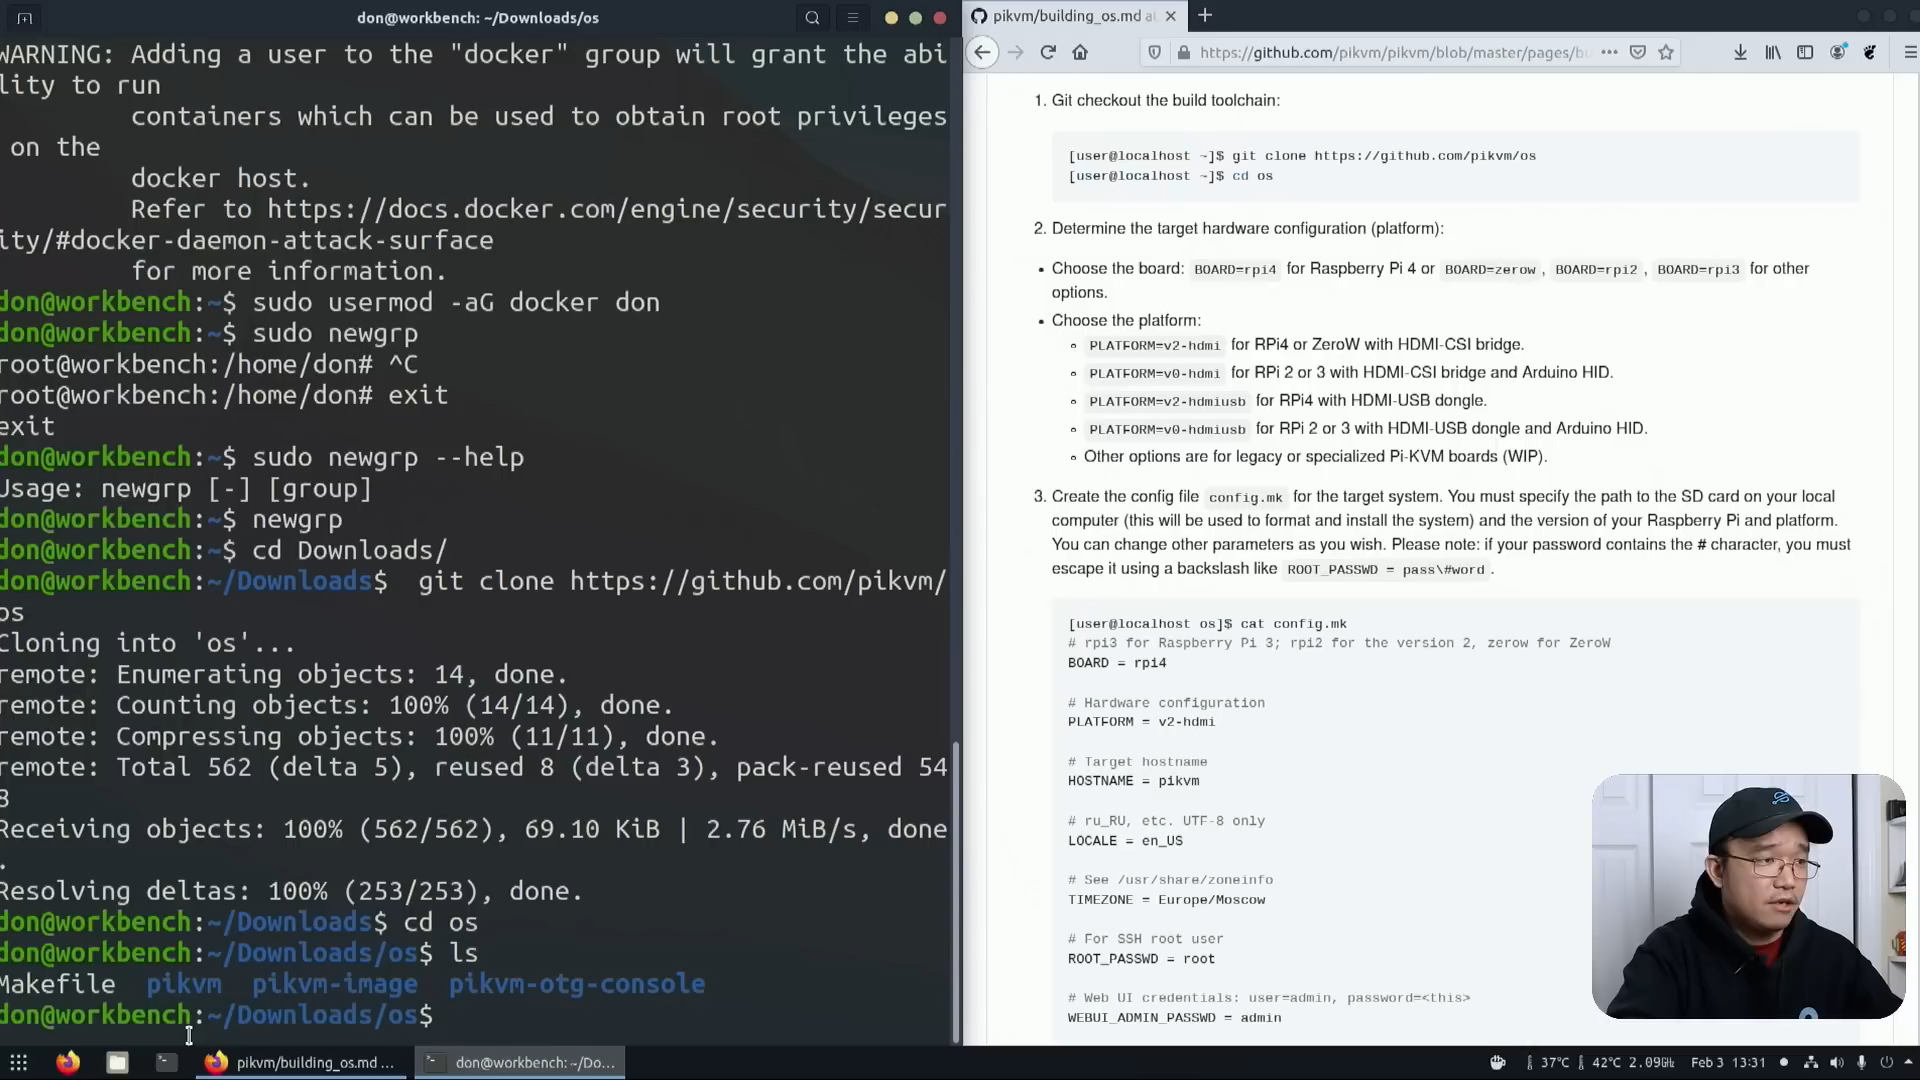 don@workbench: ~/Downloads/os
WARNING: Adding a user to the "docker" group will grant the abi
lity to run
containers which can be used to obtain root privileges
on the
docker host.
Refer to https://docs.docker.com/engine/security/secur
ity/#docker-daemon-attack-surface
for more information.
don@workbench:~$ sudo usermod -aG docker don
don@workbench:~$ sudo newgrp
root@workbench:/home/don# ^C
root@workbench:/home/don# exit
exit
don@workbench:~$ sudo newgrp --help
Usage: newgrp [-] [group]
don@workbench:~$ newgrp
don@workbench:~$ cd Downloads/
don@workbench:~/Downloads$  git clone https://github.com/pikvm/
os
Cloning into 'os'...
remote: Enumerating objects: 14, done.
remote: Counting objects: 100% (14/14), done.
remote: Compressing objects: 100% (11/11), done.
remote: Total 562 (delta 5), reused 8 (delta 3), pack-reused 54
8
Receiving objects: 100% (562/562), 69.10 KiB | 2.76 MiB/s, done
.
Resolving deltas: 100% (253/253), done.
don@workbench:~/Downloads$ cd os
don@workbench:~/Downloads/os$ ls
Makefile  pikvm  pikvm-image  pikvm-otg-console
don@workbench:~/Downloads/os$
pikvm/building_os.md at
https://github.com/pikvm/pikvm/blob/master/pages/bu
1. Git checkout the build toolchain:
[user@localhost ~]$ git clone https://github.com/pikvm/os
[user@localhost ~]$ cd os
2. Determine the target hardware configuration (platform):
• Choose the board: BOARD=rpi4 for Raspberry Pi 4 or BOARD=zerow , BOARD=rpi2 , BOARD=rpi3 for other
options.
• Choose the platform:
◦ PLATFORM=v2-hdmi for RPi4 or ZeroW with HDMI-CSI bridge.
◦ PLATFORM=v0-hdmi for RPi 2 or 3 with HDMI-CSI bridge and Arduino HID.
◦ PLATFORM=v2-hdmiusb for RPi4 with HDMI-USB dongle.
◦ PLATFORM=v0-hdmiusb for RPi 2 or 3 with HDMI-USB dongle and Arduino HID.
◦ Other options are for legacy or specialized Pi-KVM boards (WIP).
3. Create the config file config.mk for the target system. You must specify the path to the SD card on your local
computer (this will be used to format and install the system) and the version of your Raspberry Pi and platform.
You can change other parameters as you wish. Please note: if your password contains the # character, you must
escape it using a backslash like ROOT_PASSWD = pass\#word .
[user@localhost os]$ cat config.mk
# rpi3 for Raspberry Pi 3; rpi2 for the version 2, zerow for ZeroW
BOARD = rpi4
# Hardware configuration
PLATFORM = v2-hdmi
# Target hostname
HOSTNAME = pikvm
# ru_RU, etc. UTF-8 only
LOCALE = en_US
# See /usr/share/zoneinfo
TIMEZONE = Europe/Moscow
# For SSH root user
ROOT_PASSWD = root
# Web UI credentials: user=admin, password=<this>
WEBUI_ADMIN_PASSWD = admin
pikvm/building_os.md ...
don@workbench: ~/Do...
37°C 42°C 2.09GHz Feb 3 13:31